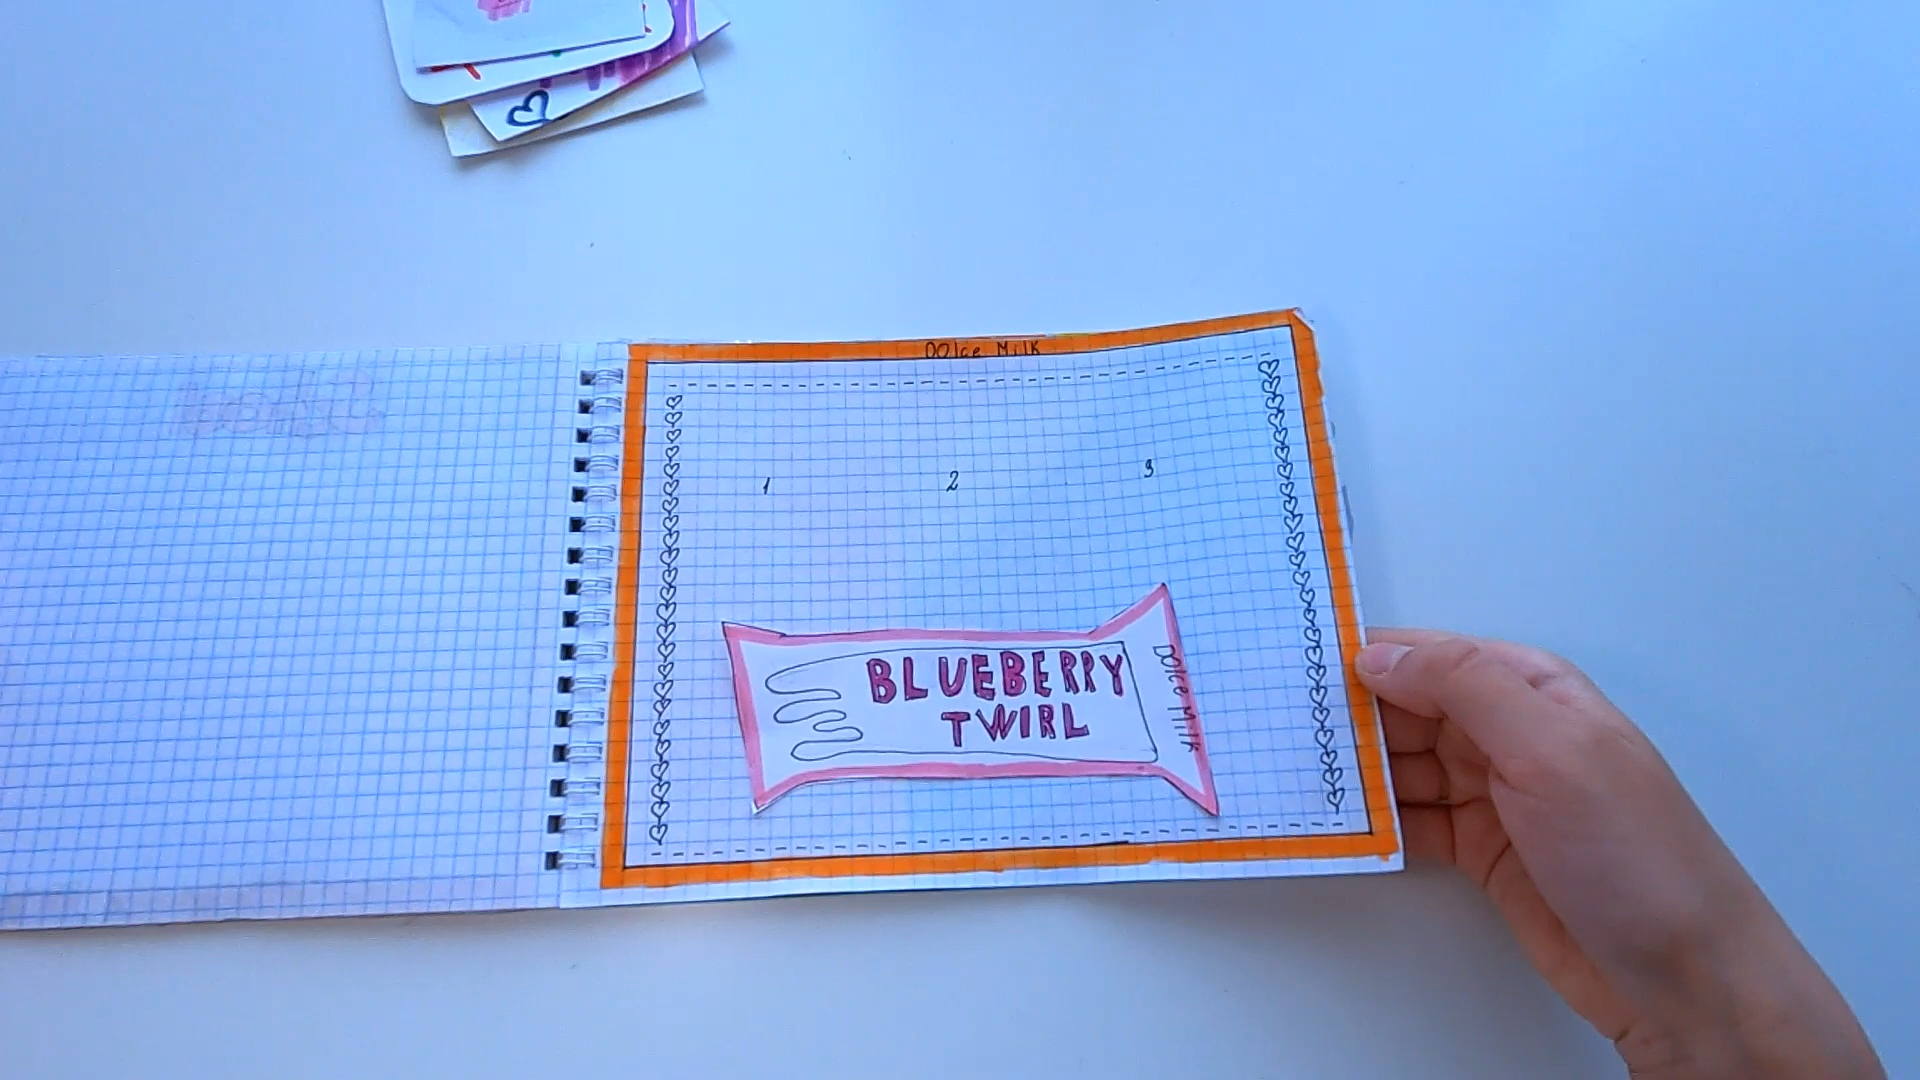 DOlce MilK
1 2 3
BLUEBERRY
TWIRL
DOlce MilK